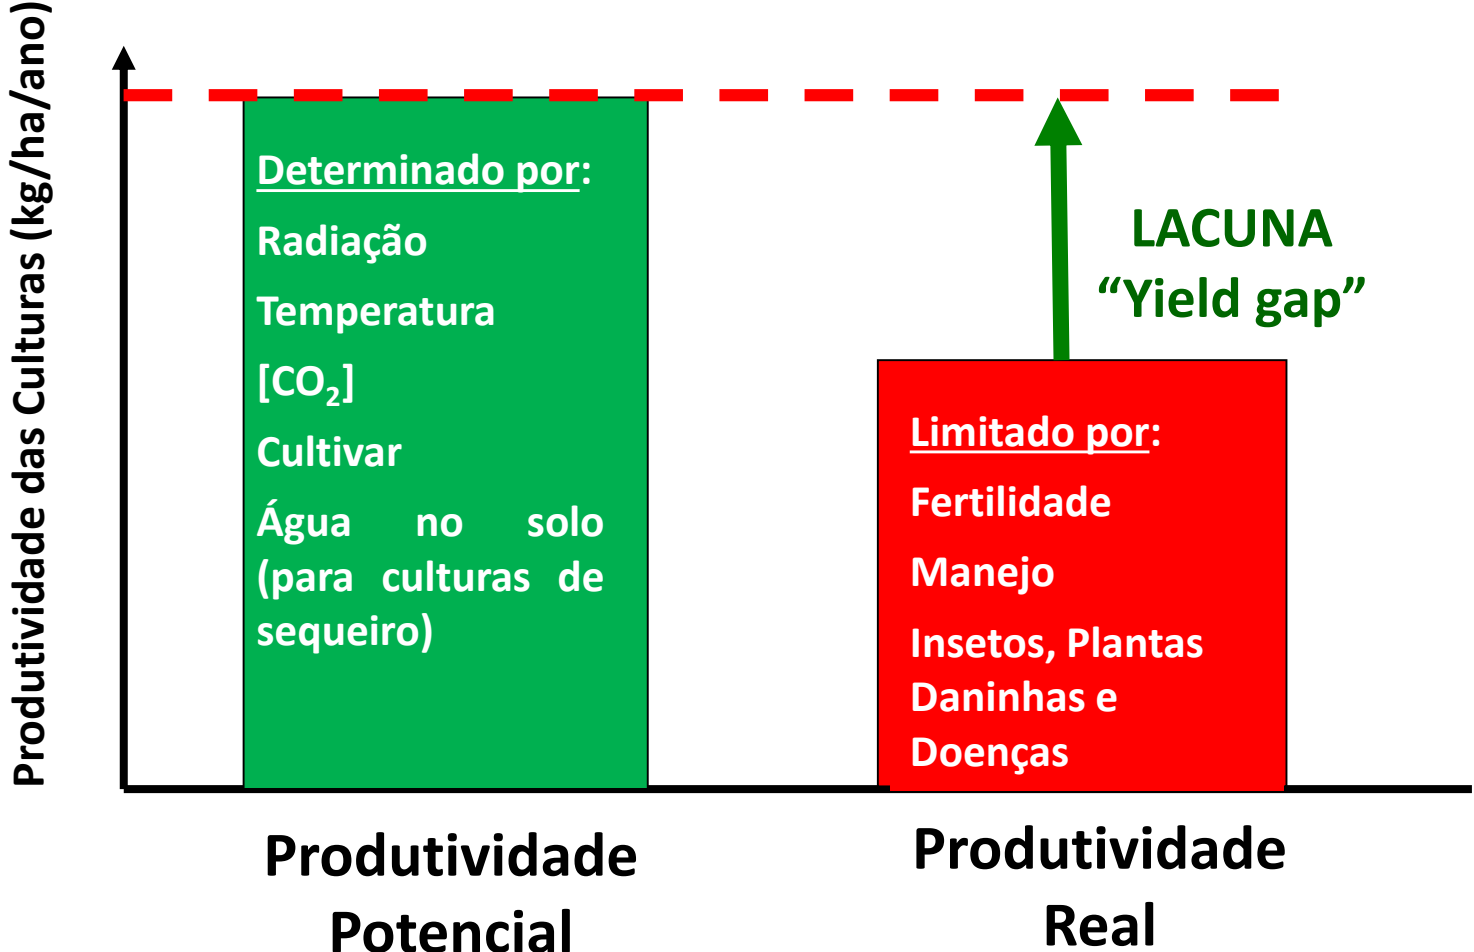 Produtividade das Culturas (kg/ha/ano)
Determinado por:
Radiação
Temperatura
[CO₂]
Cultivar
Água no solo
(para culturas de
sequeiro)
LACUNA
“Yield gap”
Limitado por:
Fertilidade
Manejo
Insetos, Plantas
Daninhas e
Doenças
Produtividade
Potencial
Produtividade
Real